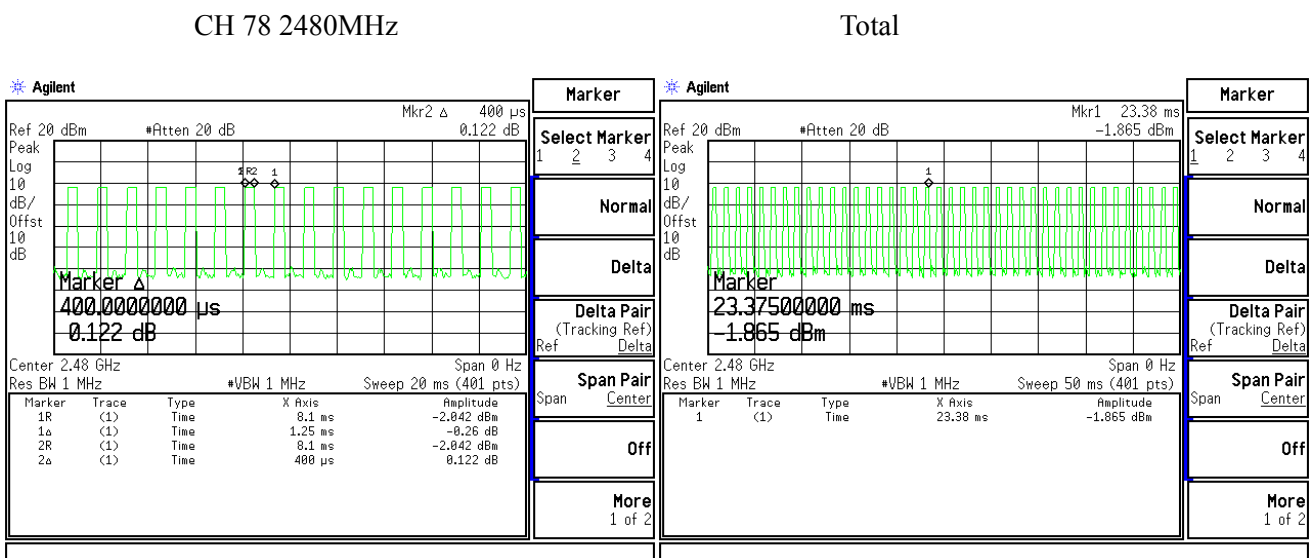 CH 78 2480MHz
Total
Agilent
Marker
Mkr2 Δ 400 µs
Ref 20 dBm #Atten 20 dB 0.122 dB
Peak
Log
10
dB/
Offst
10
dB
1R2 1
Marker Δ
400.0000000 µs
0.122 dB
Center 2.48 GHz Span 0 Hz
Res BW 1 MHz #VBW 1 MHz Sweep 20 ms (401 pts)
Marker Trace Type X Axis Amplitude
1R (1) Time 8.1 ms -2.042 dBm
1Δ (1) Time 1.25 ms -0.26 dB
2R (1) Time 8.1 ms -2.042 dBm
2Δ (1) Time 400 µs 0.122 dB
Select Marker
1 2 3 4
Normal
Delta
Delta Pair
(Tracking Ref)
Ref Delta
Span Pair
Span Center
Off
More
1 of 2
Agilent
Marker
Mkr1 23.38 ms
Ref 20 dBm #Atten 20 dB -1.865 dBm
Peak
Log
10
dB/
Offst
10
dB
1
Marker
23.37500000 ms
-1.865 dBm
Center 2.48 GHz Span 0 Hz
Res BW 1 MHz #VBW 1 MHz Sweep 50 ms (401 pts)
Marker Trace Type X Axis Amplitude
1 (1) Time 23.38 ms -1.865 dBm
Select Marker
1 2 3 4
Normal
Delta
Delta Pair
(Tracking Ref)
Ref Delta
Span Pair
Span Center
Off
More
1 of 2